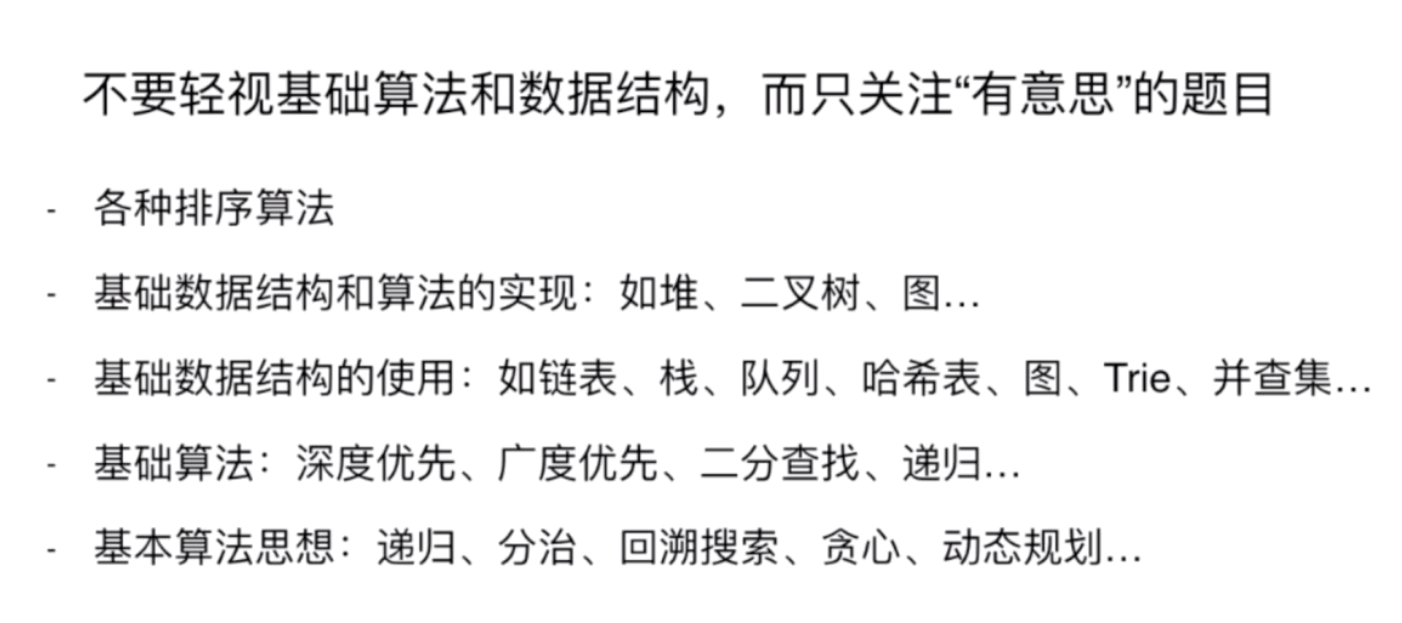 不要轻视基础算法和数据结构，而只关注“有意思”的题目
- 各种排序算法
- 基础数据结构和算法的实现：如堆、二叉树、图…
- 基础数据结构的使用：如链表、栈、队列、哈希表、图、Trie、并查集…
- 基础算法：深度优先、广度优先、二分查找、递归…
- 基本算法思想：递归、分治、回溯搜索、贪心、动态规划…